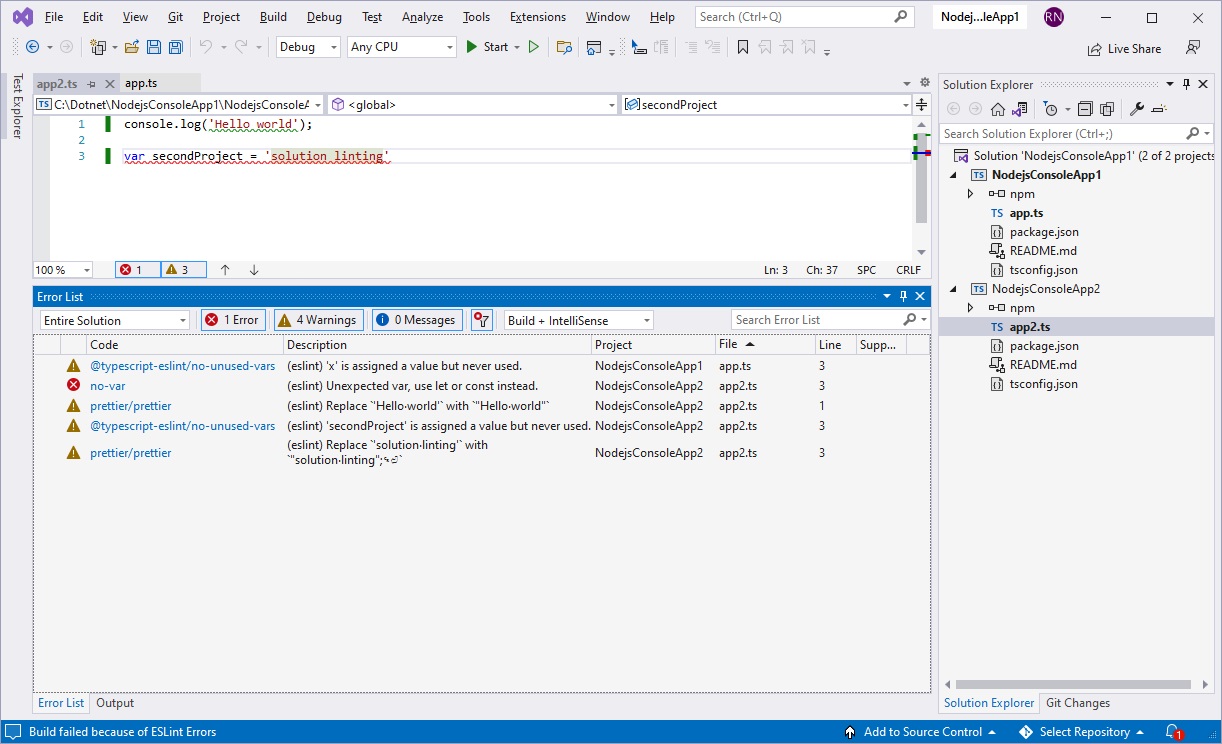 File Edit View Git Project Build Debug Test Analyze Tools Extensions Window Help Search (Ctrl+Q) Nodej...leApp1 RN
Debug Any CPU Start Live Share
Test Explorer
app2.ts app.ts
C:\Dotnet\NodejsConsoleApp1\NodejsConsoleA <global> secondProject
1 console.log('Hello world');
2
3 var secondProject = 'solution linting'
100 % 1 3 Ln: 3 Ch: 37 SPC CRLF
Error List
Entire Solution 1 Error 4 Warnings 0 Messages Build + IntelliSense Search Error List
Code Description Project File Line Supp...
@typescript-eslint/no-unused-vars (eslint) 'x' is assigned a value but never used. NodejsConsoleApp1 app.ts 3
no-var (eslint) Unexpected var, use let or const instead. NodejsConsoleApp2 app2.ts 3
prettier/prettier (eslint) Replace `'Hello·world'` with `"Hello·world"` NodejsConsoleApp2 app2.ts 1
@typescript-eslint/no-unused-vars (eslint) 'secondProject' is assigned a value but never used. NodejsConsoleApp2 app2.ts 3
prettier/prettier (eslint) Replace `'solution·linting'` with NodejsConsoleApp2 app2.ts 3
`"solution·linting";␍␊`
Error List Output
Solution Explorer
Search Solution Explorer (Ctrl+;)
Solution 'NodejsConsoleApp1' (2 of 2 projects
TS NodejsConsoleApp1
npm
TS app.ts
package.json
README.md
tsconfig.json
TS NodejsConsoleApp2
npm
TS app2.ts
package.json
README.md
tsconfig.json
Solution Explorer Git Changes
Build failed because of ESLint Errors Add to Source Control Select Repository 1